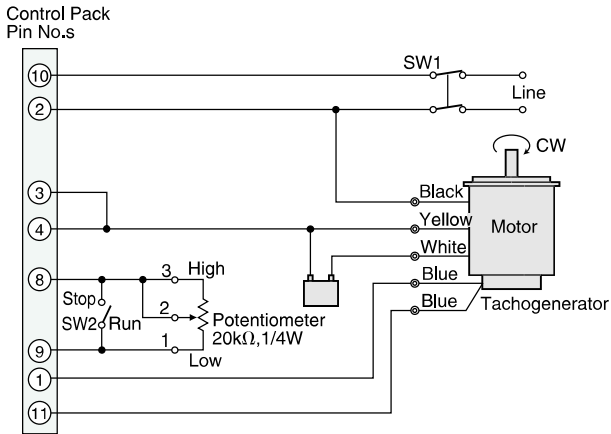 Control Pack
Pin No.s
10
SW1
2
Line
CW
3
Black
4
Yellow
Motor
White
8
3
High
Blue
Stop
2
Blue
Tachogenerator
SW2
Run
Potentiometer
20kΩ,1/4W
9
1
Low
1
11